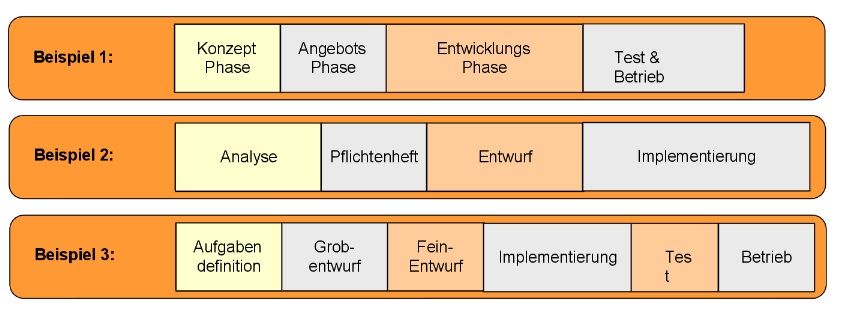 Beispiel 1:
Konzept
Phase
Angebots
Phase
Entwicklungs
Phase
Test &
Betrieb
Beispiel 2:
Analyse
Pflichtenheft
Entwurf
Implementierung
Beispiel 3:
Aufgaben
definition
Grob-
entwurf
Fein-
Entwurf
Implementierung
Tes
t
Betrieb